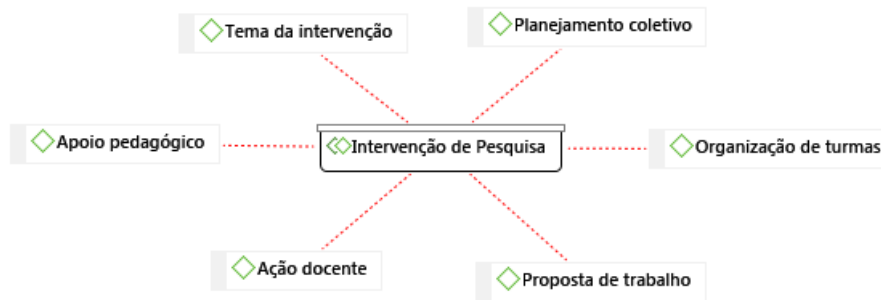 Tema da intervenção
Planejamento coletivo
Apoio pedagógico
Intervenção de Pesquisa
Organização de turmas
Ação docente
Proposta de trabalho